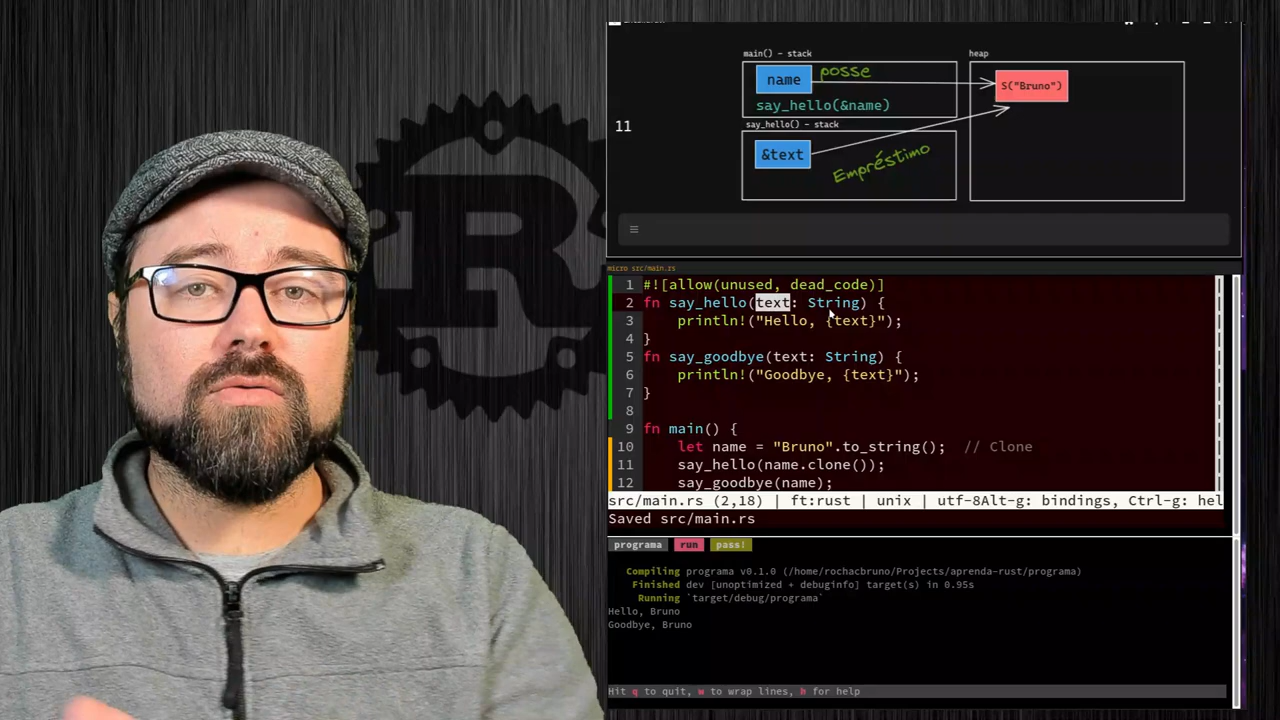 main() - stack
heap
name
posse
S("Bruno")
say_hello(&name)
say_hello() - stack
11
&text
Empréstimo
≡
micro src/main.rs
1 #![allow(unused, dead_code)]
2 fn say_hello(text: String) {
3 println!("Hello, {text}");
4 }
5 fn say_goodbye(text: String) {
6 println!("Goodbye, {text}");
7 }
8
9 fn main() {
10 let name = "Bruno".to_string(); // Clone
11 say_hello(name.clone());
12 say_goodbye(name);
src/main.rs (2,18) | ft:rust | unix | utf-8Alt-g: bindings, Ctrl-g: hel
Saved src/main.rs
programa run pass!
Compiling programa v0.1.0 (/home/rochacbruno/Projects/aprenda-rust/programa)
Finished dev [unoptimized + debuginfo] target(s) in 0.95s
Running `target/debug/programa`
Hello, Bruno
Goodbye, Bruno
Hit q to quit, w to wrap lines, h for help
R